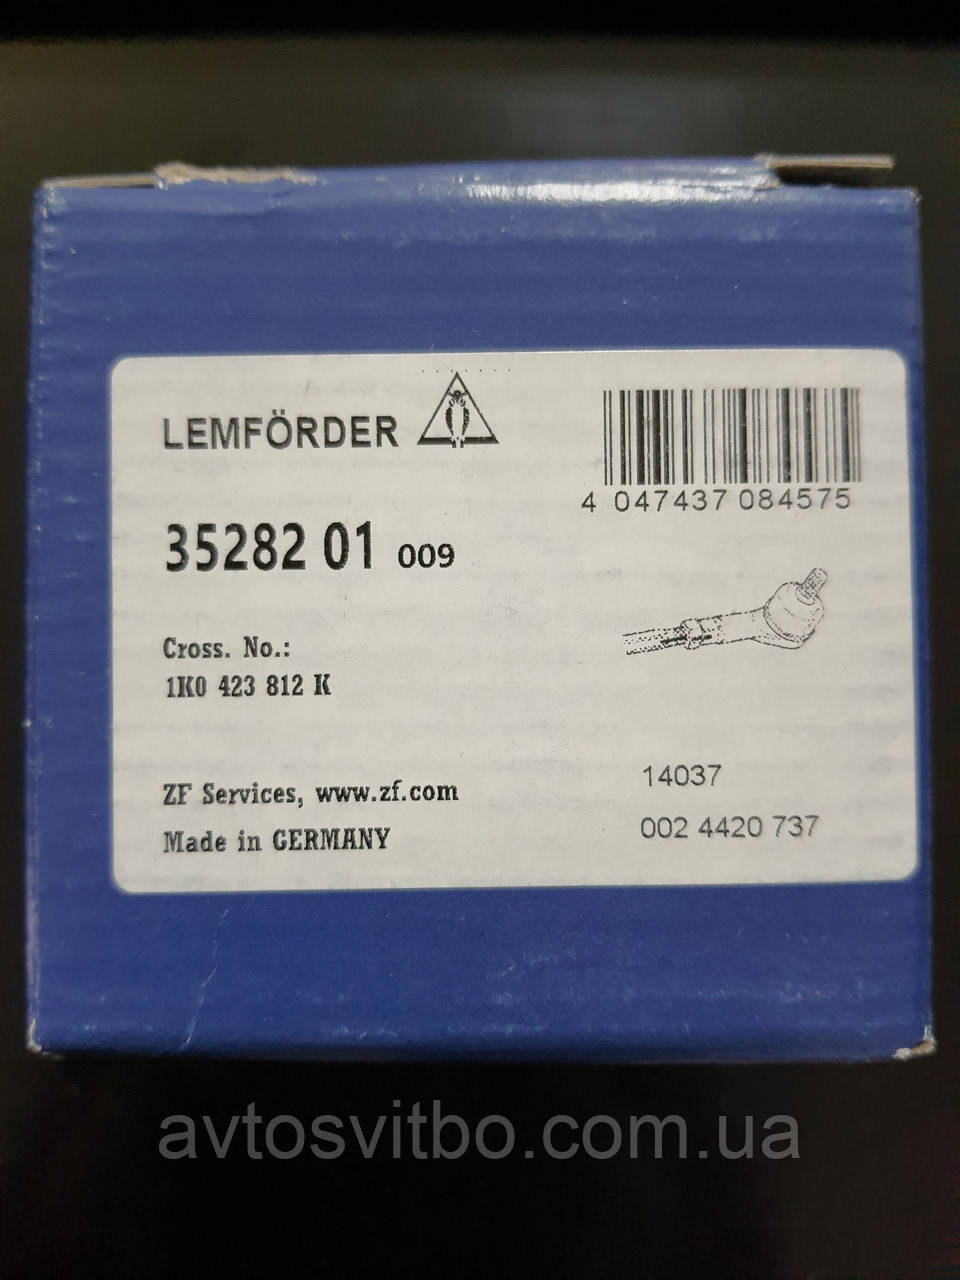 LEMFÖRDER
4 047437 084575
35282 01 009
Cross. No.:
1K0 423 812 K
ZF Services, www.zf.com
Made in GERMANY
14037
002 4420 737
avtosvitbo.com.ua